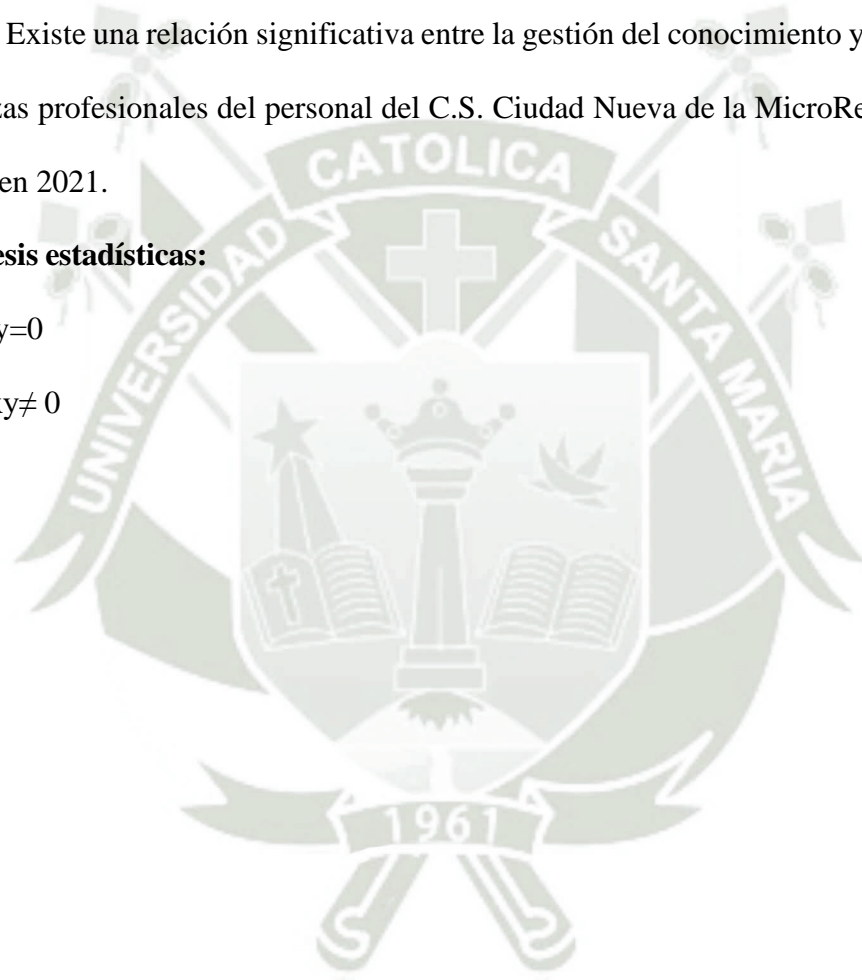 Existe una relación significativa entre la gestión del conocimiento y
zas profesionales del personal del C.S. Ciudad Nueva de la MicroRe
en 2021.
esis estadísticas:
y=0
xy≠ 0
UNIVERSIDAD CATOLICA SANTA MARIA
1961